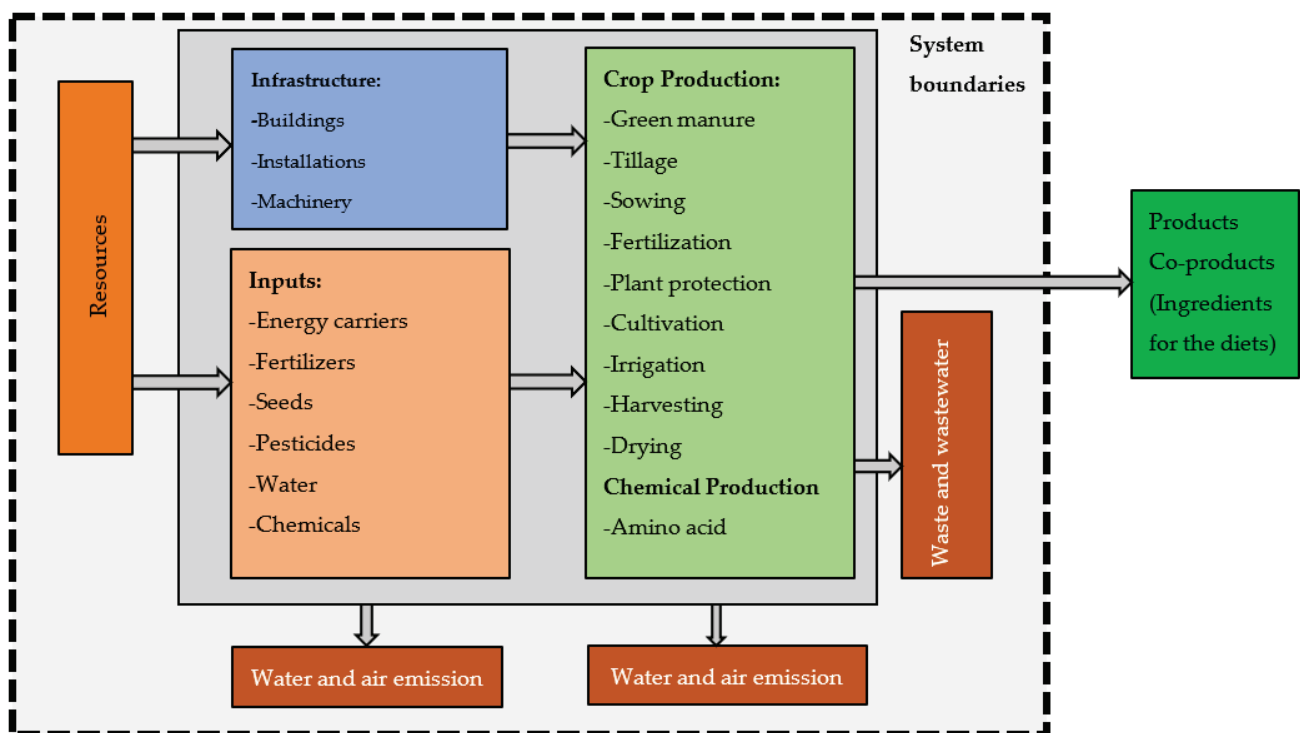 System
boundaries
Resources
Infrastructure:
-Buildings
-Installations
-Machinery
Inputs:
-Energy carriers
-Fertilizers
-Seeds
-Pesticides
-Water
-Chemicals
Crop Production:
-Green manure
-Tillage
-Sowing
-Fertilization
-Plant protection
-Cultivation
-Irrigation
-Harvesting
-Drying
Chemical Production
-Amino acid
Waste and wastewater
Products
Co-products
(Ingredients
for the diets)
Water and air emission
Water and air emission